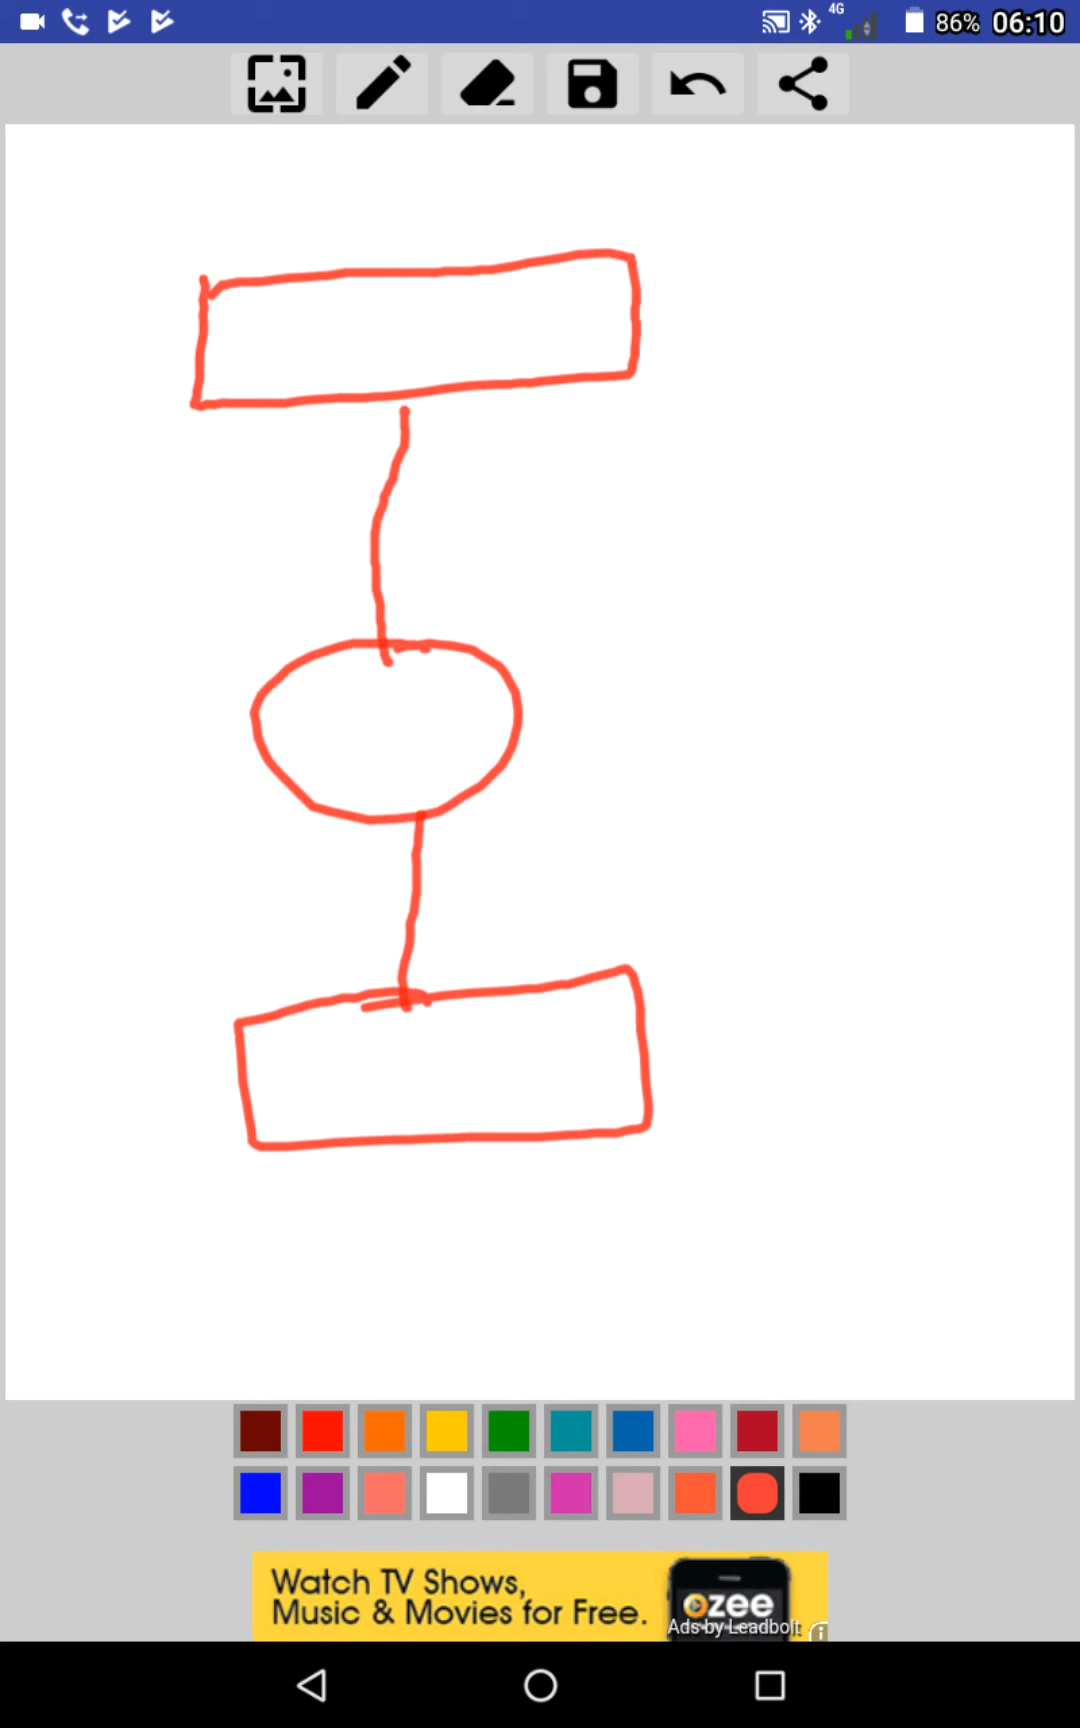 4G
86% 06:10
Watch TV Shows,
Music & Movies for Free.
ozee
Ads by Leadbolt